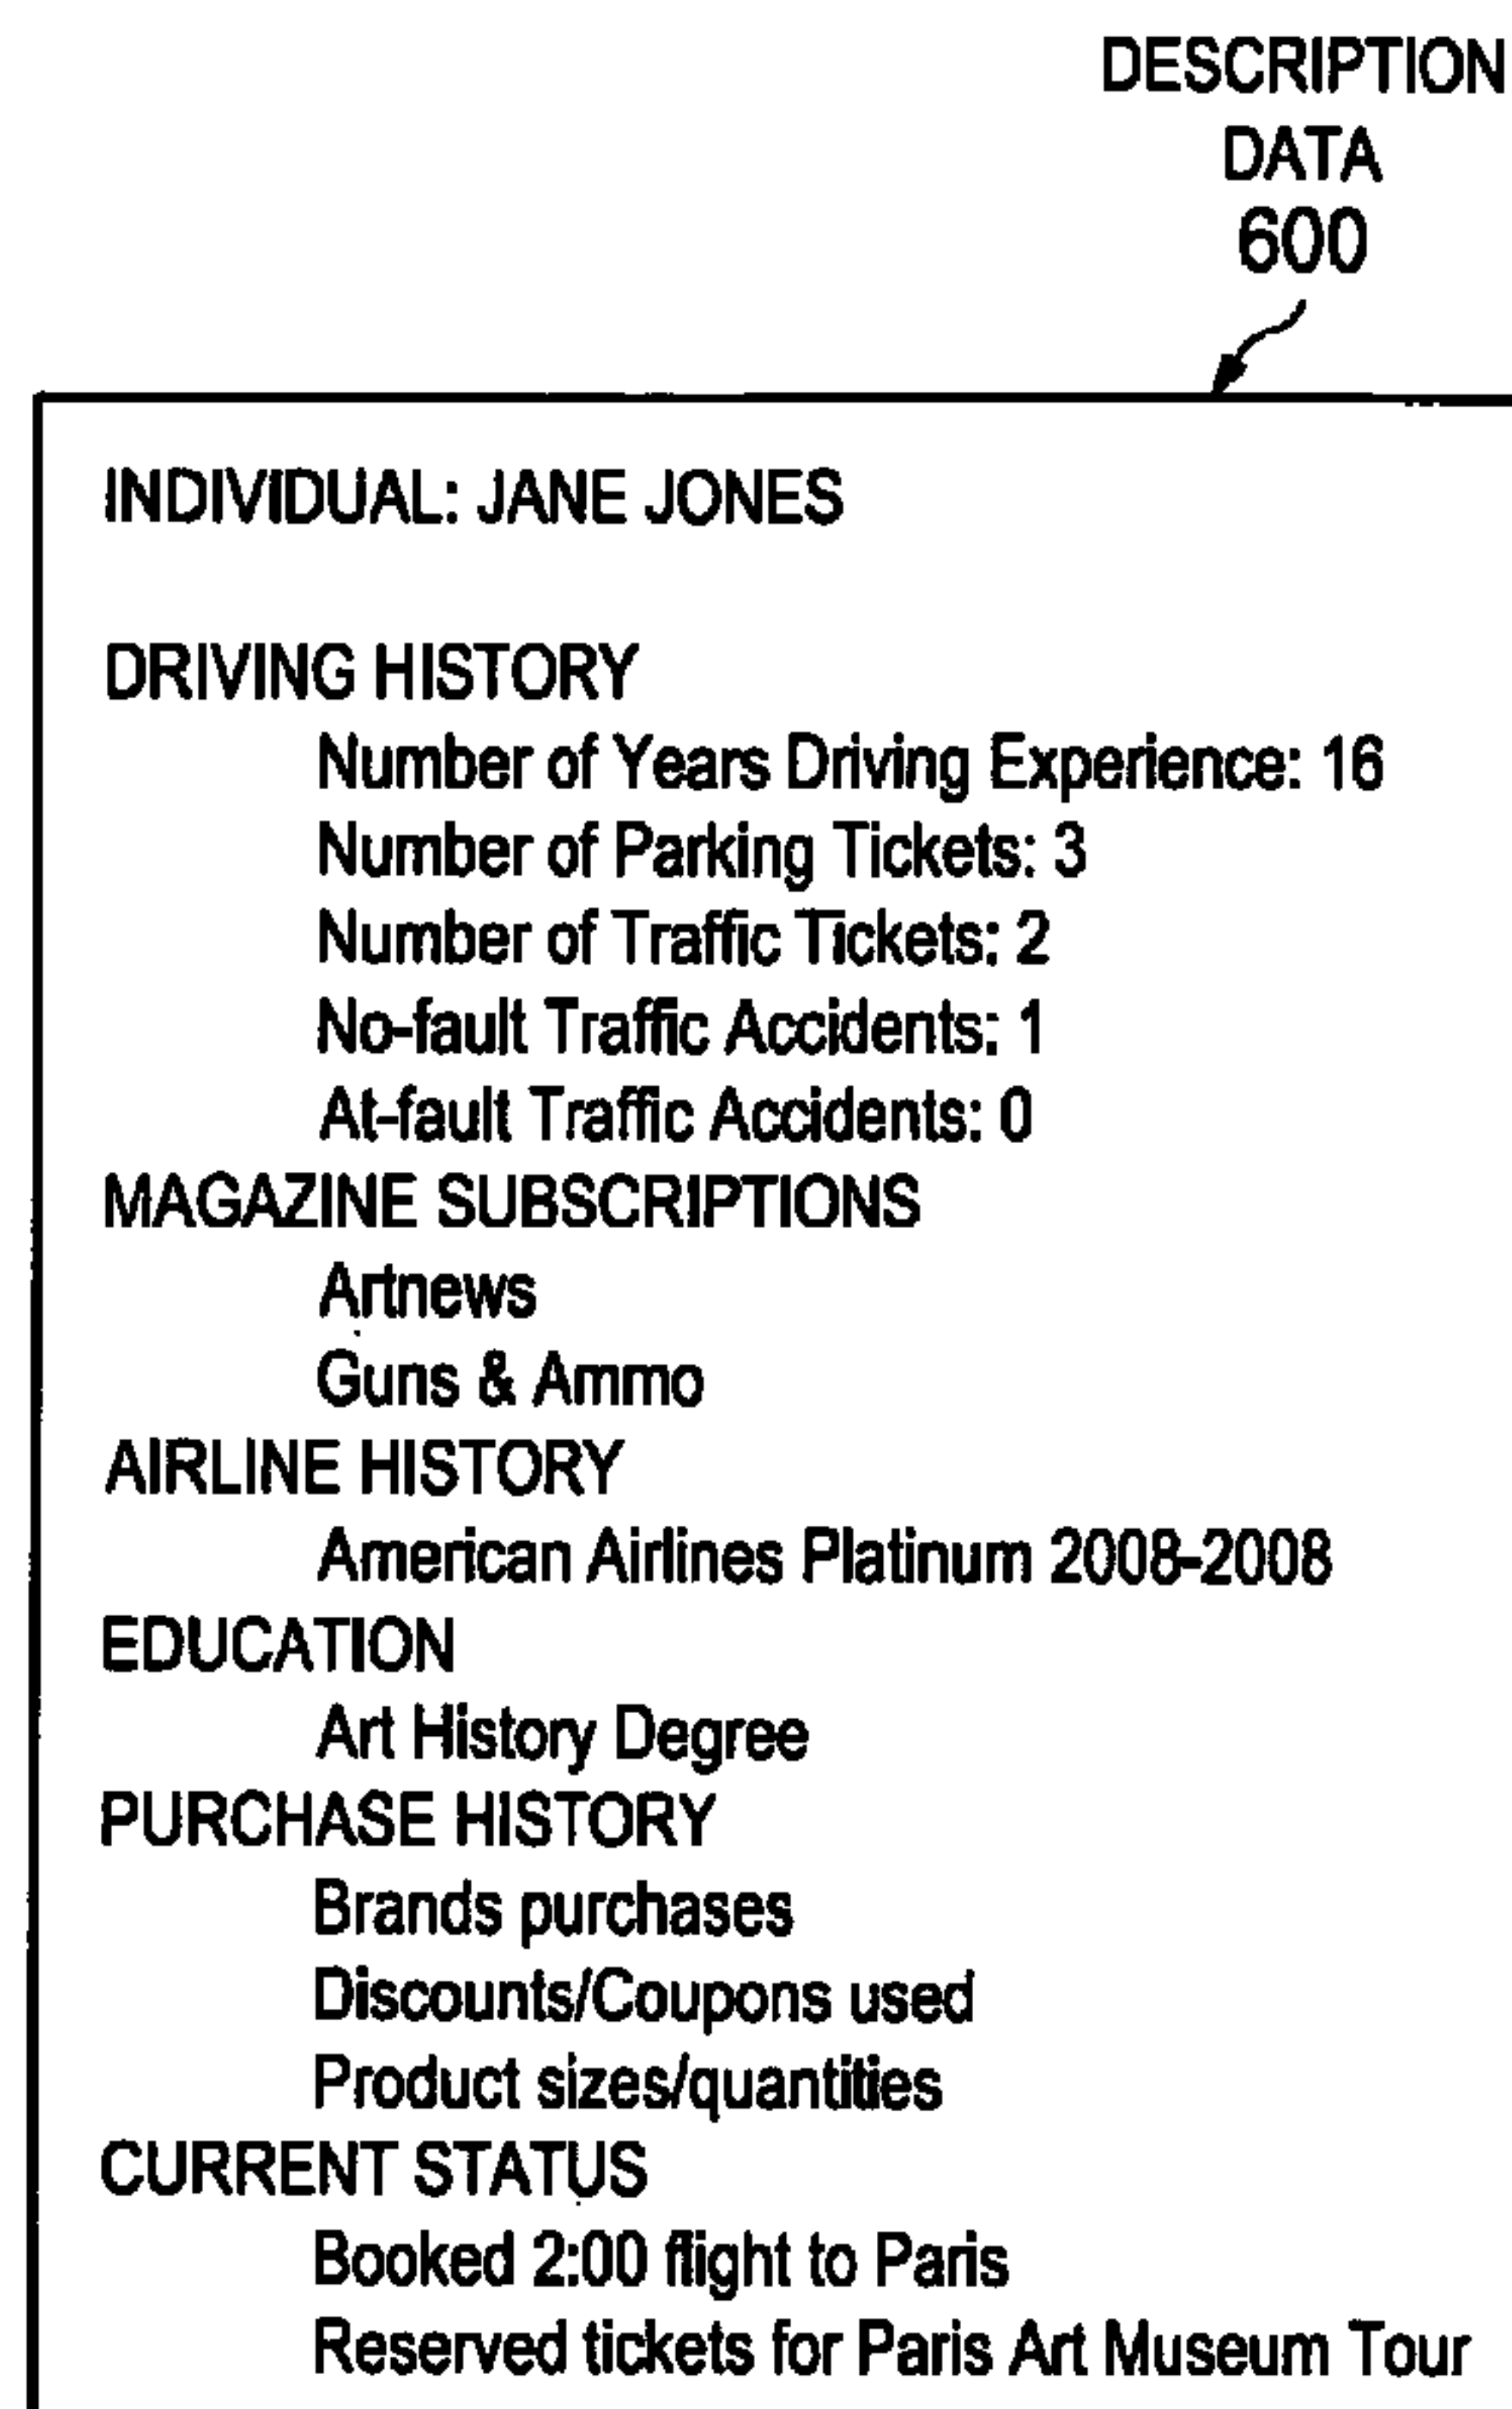 DESCRIPTION
DATA
600
INDIVIDUAL: JANE JONES
DRIVING HISTORY
Number of Years Driving Experience: 16
Number of Parking Tickets: 3
Number of Traffic Tickets: 2
No-fault Traffic Accidents: 1
At-fault Traffic Accidents: 0
MAGAZINE SUBSCRIPTIONS
Artnews
Guns & Ammo
AIRLINE HISTORY
American Airlines Platinum 2008-2008
EDUCATION
Art History Degree
PURCHASE HISTORY
Brands purchases
Discounts/Coupons used
Product sizes/quantities
CURRENT STATUS
Booked 2:00 flight to Paris
Reserved tickets for Paris Art Museum Tour